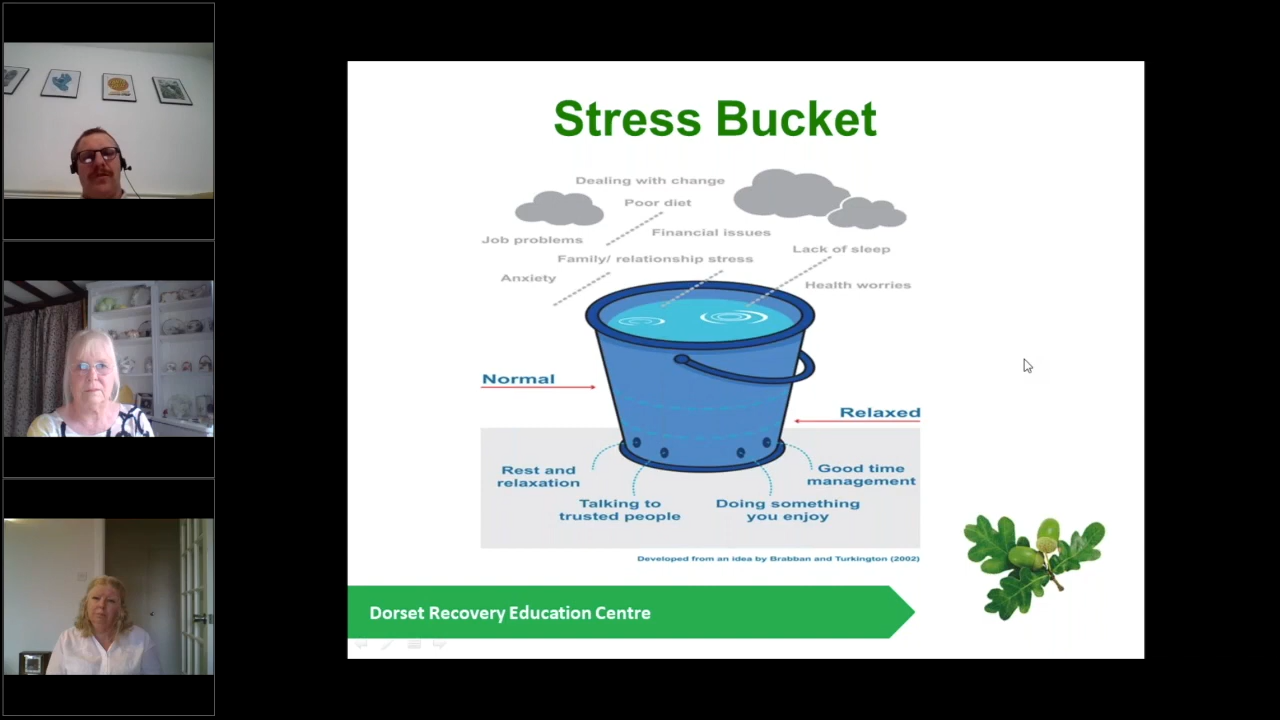 Stress Bucket
Dealing with change
Poor diet
Financial issues
Job problems
Lack of sleep
Family/ relationship stress
Anxiety
Health worries
Normal
Relaxed
Rest and
relaxation
Good time
management
Talking to
trusted people
Doing something
you enjoy
Developed from an idea by Brabban and Turkington (2002)
Dorset Recovery Education Centre